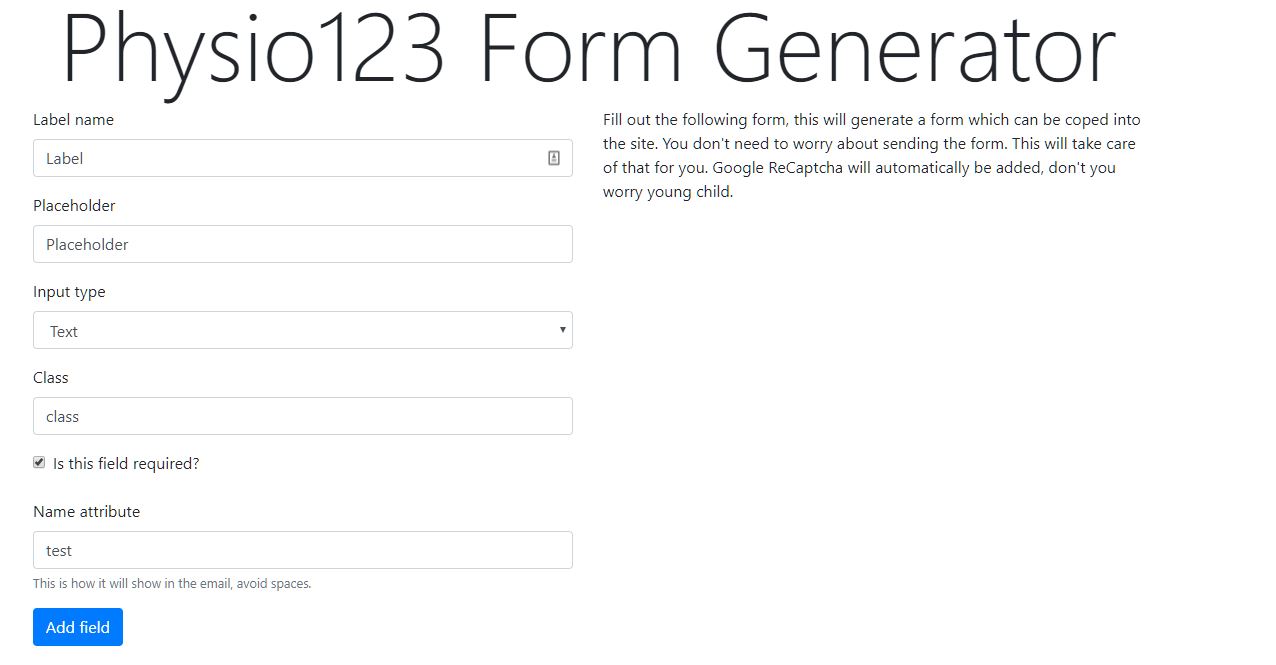 Physio123 Form Generator
Label name
Label
Placeholder
Placeholder
Input type
Text
Class
class
Is this field required?
Name attribute
test
This is how it will show in the email, avoid spaces.
Add field
Fill out the following form, this will generate a form which can be coped into
the site. You don't need to worry about sending the form. This will take care
of that for you. Google ReCaptcha will automatically be added, don't you
worry young child.